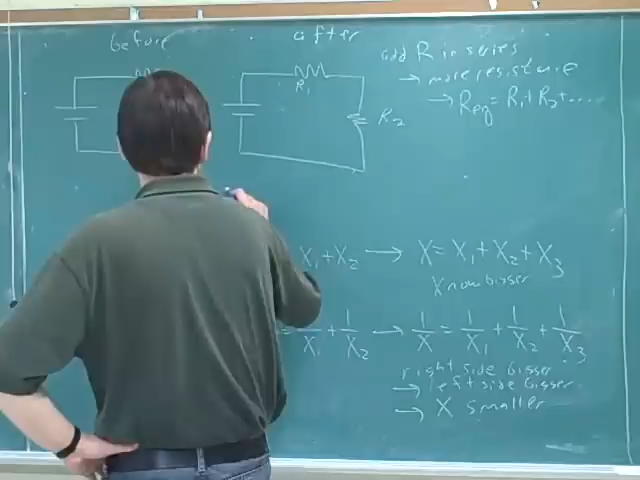 before
after
add R in series
→ more resistance
→ Req = R1 + R2 + ....
R1
R2
X1 + X2 → X = X1 + X2 + X3
X now bigger
= 1/X1 + 1/X2 → 1/X = 1/X1 + 1/X2 + 1/X3
right side bigger
→ left side bigger
→ X smaller